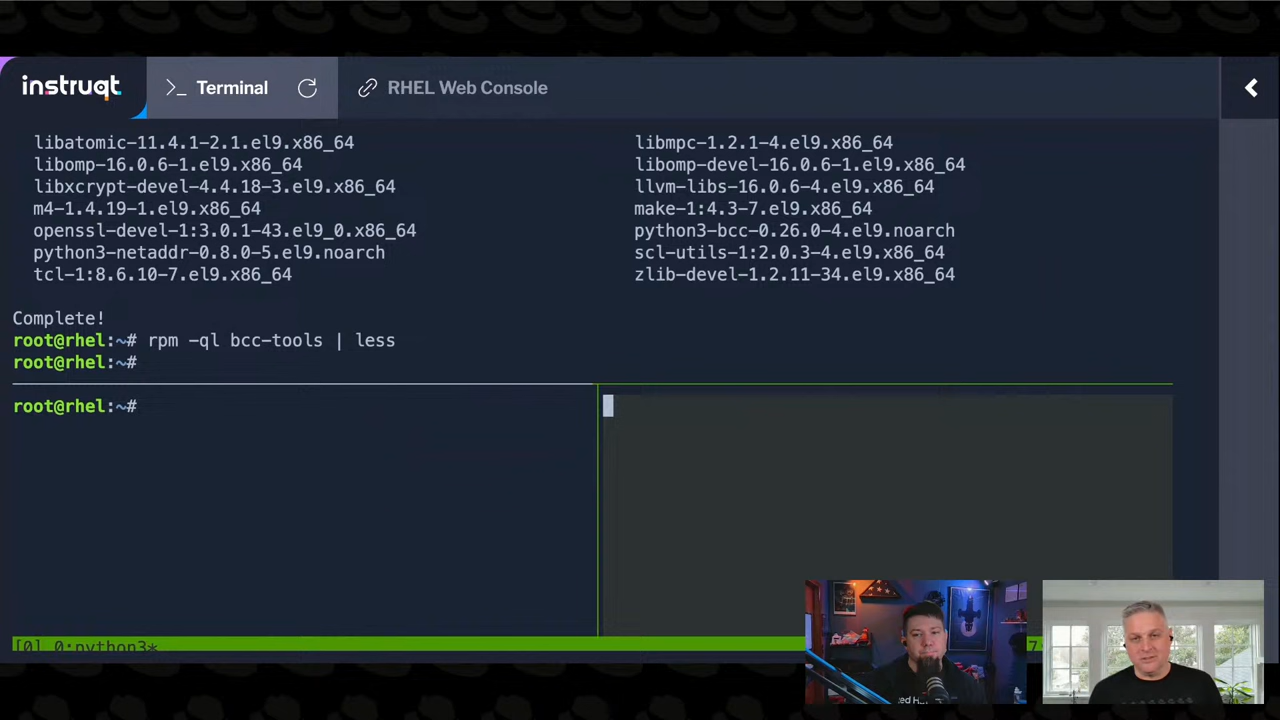 instruqt
>_ Terminal
RHEL Web Console
libatomic-11.4.1-2.1.el9.x86_64 libmpc-1.2.1-4.el9.x86_64
libomp-16.0.6-1.el9.x86_64 libomp-devel-16.0.6-1.el9.x86_64
libxcrypt-devel-4.4.18-3.el9.x86_64 llvm-libs-16.0.6-4.el9.x86_64
m4-1.4.19-1.el9.x86_64 make-1:4.3-7.el9.x86_64
openssl-devel-1:3.0.1-43.el9_0.x86_64 python3-bcc-0.26.0-4.el9.noarch
python3-netaddr-0.8.0-5.el9.noarch scl-utils-1:2.0.3-4.el9.x86_64
tcl-1:8.6.10-7.el9.x86_64 zlib-devel-1.2.11-34.el9.x86_64
Complete!
root@rhel:~# rpm -ql bcc-tools | less
root@rhel:~#
root@rhel:~#
[0] 0:python3*